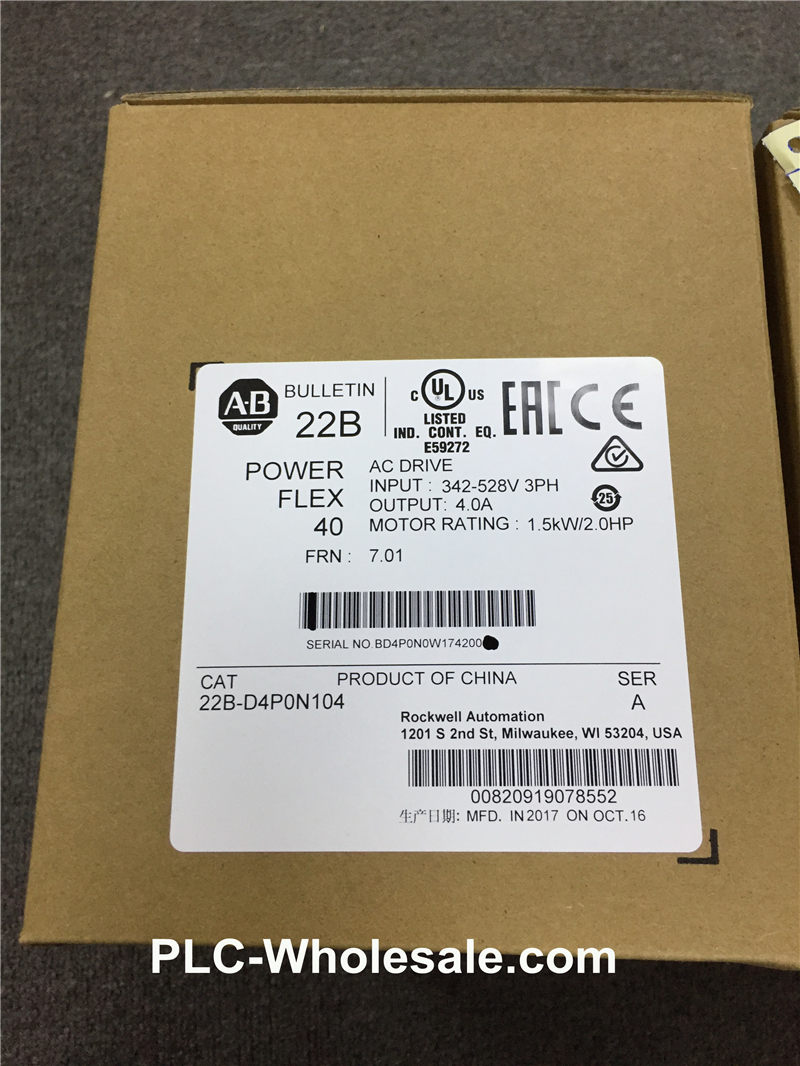 A-B
QUALITY
BULLETIN
22B
C UL US
LISTED
IND. CONT. EQ.
E59272
EAC CE
POWER
FLEX
40
AC DRIVE
INPUT : 342-528V 3PH
OUTPUT: 4.0A
MOTOR RATING : 1.5kW/2.0HP
25
FRN : 7.01
SERIAL NO.BD4P0N0W174200
PRODUCT OF CHINA
CAT
22B-D4P0N104
SER
A
Rockwell Automation
1201 S 2nd St, Milwaukee, WI 53204, USA
00820919078552
生产日期: MFD. IN 2017 ON OCT.16
PLC-Wholesale.com